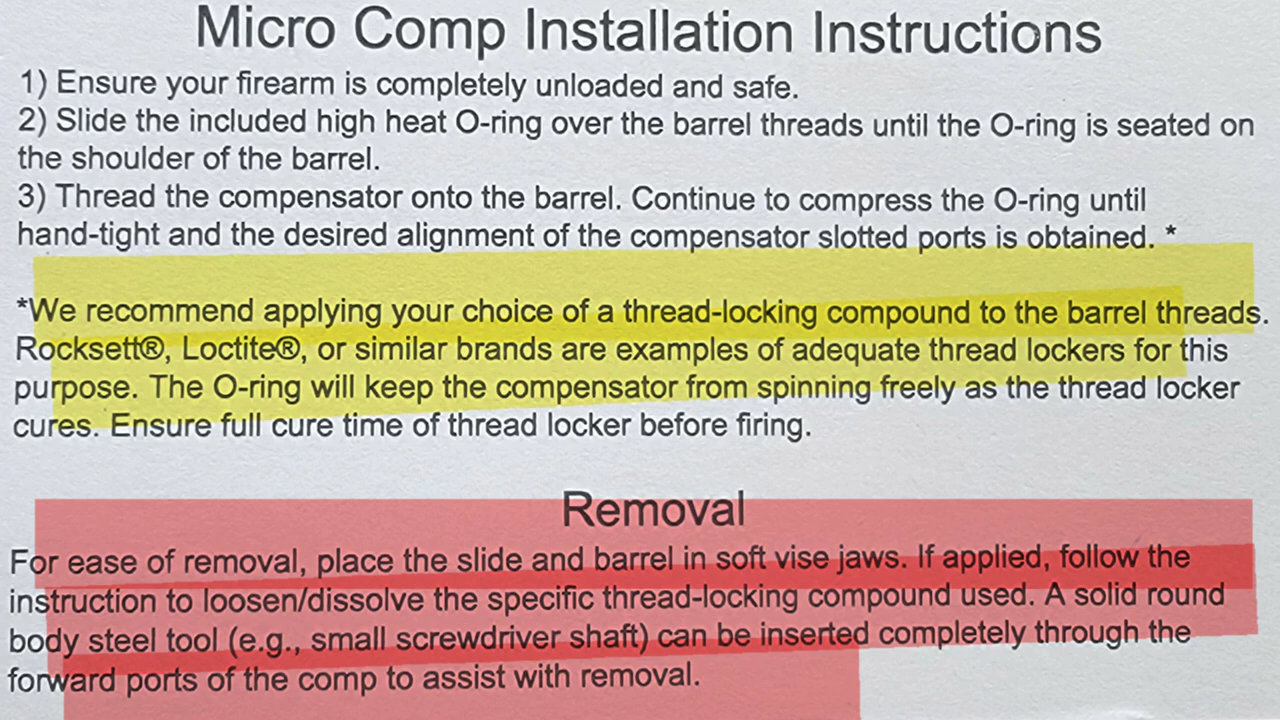 Micro Comp Installation Instructions
1) Ensure your firearm is completely unloaded and safe.
2) Slide the included high heat O-ring over the barrel threads until the O-ring is seated on
the shoulder of the barrel.
3) Thread the compensator onto the barrel. Continue to compress the O-ring until
hand-tight and the desired alignment of the compensator slotted ports is obtained. *
*We recommend applying your choice of a thread-locking compound to the barrel threads.
Rocksett®, Loctite®, or similar brands are examples of adequate thread lockers for this
purpose. The O-ring will keep the compensator from spinning freely as the thread locker
cures. Ensure full cure time of thread locker before firing.
Removal
For ease of removal, place the slide and barrel in soft vise jaws. If applied, follow the
instruction to loosen/dissolve the specific thread-locking compound used. A solid round
body steel tool (e.g., small screwdriver shaft) can be inserted completely through the
forward ports of the comp to assist with removal.